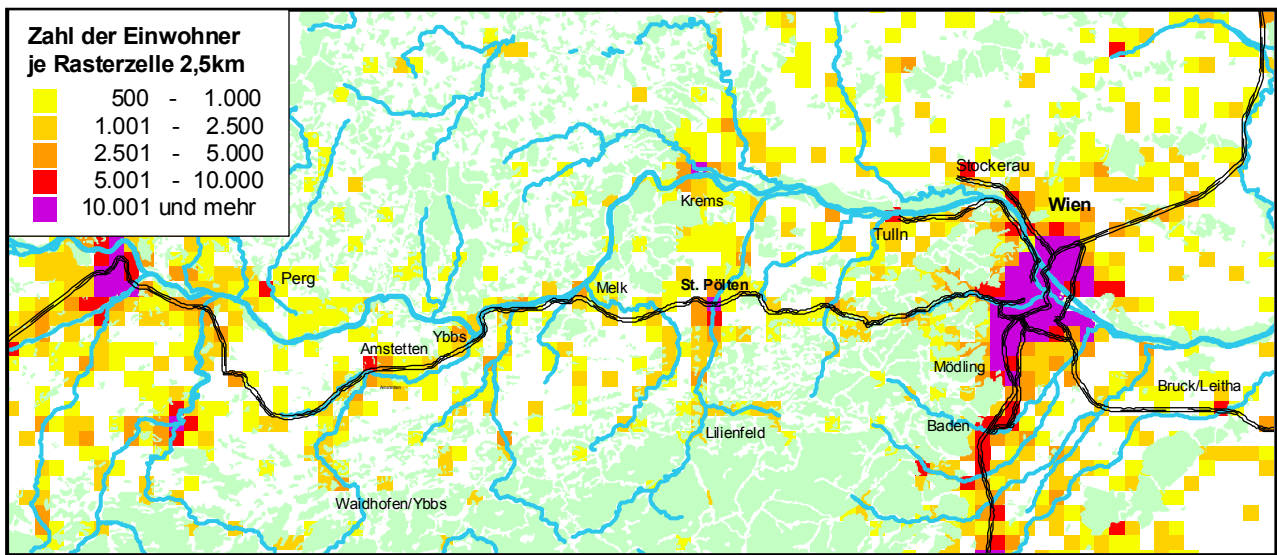 Zahl der Einwohner
je Rasterzelle 2,5km
500 - 1.000
1.001 - 2.500
2.501 - 5.000
5.001 - 10.000
10.001 und mehr
Stockerau
Krems
Wien
Tulln
Perg
Melk
St. Pölten
Ybbs
Amstetten
Amstetten
Mödling
Bruck/Leitha
Baden
Lilienfeld
Waidhofen/Ybbs